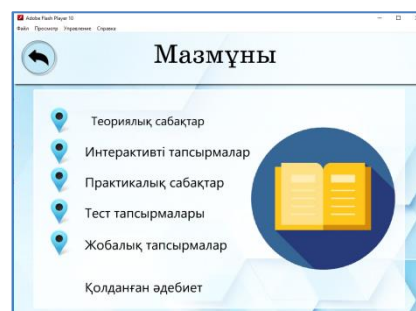 Adobe Flash Player 10
Файл Просмотр Управление Справка
Мазмұны
Теориялық сабақтар
Интерактивті тапсырмалар
Практикалық сабақтар
Тест тапсырмалары
Жобалық тапсырмалар
Қолданған әдебиет